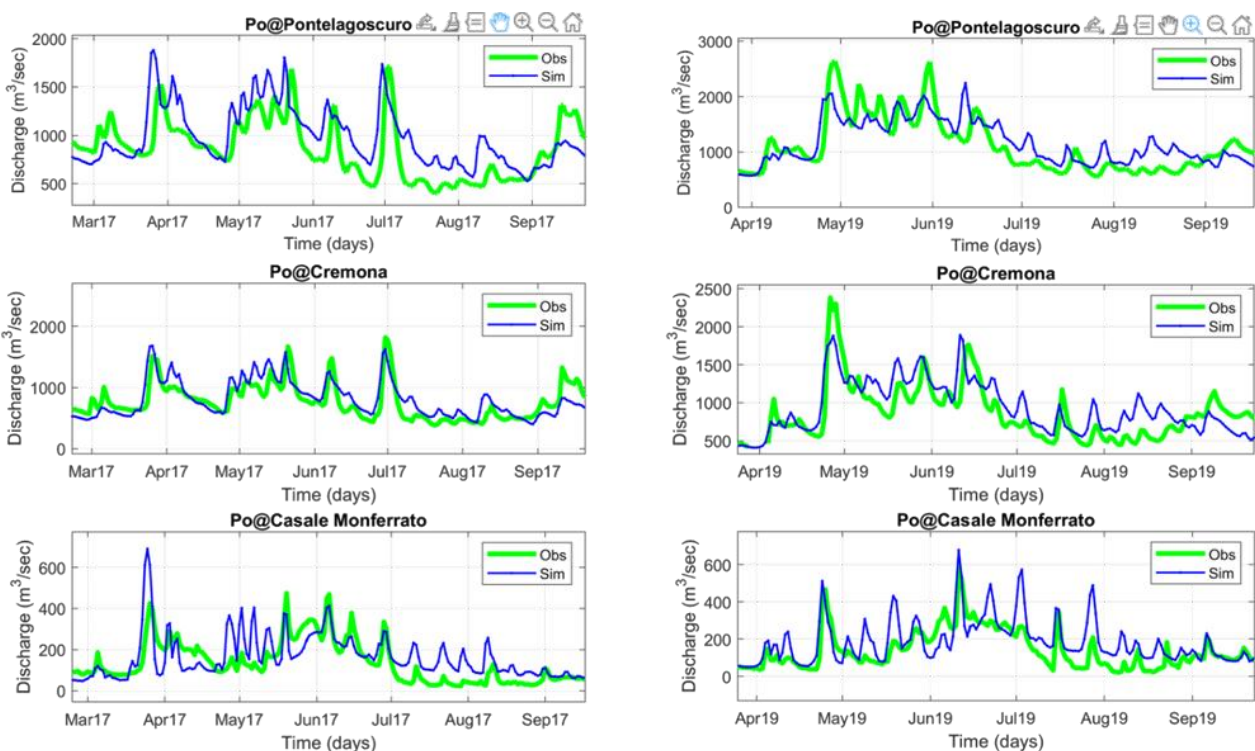 Po@Pontelagoscuro
2000
1500
1000
500
Discharge (m³/sec)
Obs
Sim
Mar17 Apr17 May17 Jun17 Jul17 Aug17 Sep17
Time (days)
Po@Pontelagoscuro
3000
2000
1000
0
Discharge (m³/sec)
Obs
Sim
Apr19 May19 Jun19 Jul19 Aug19 Sep19
Time (days)
Po@Cremona
2000
1000
0
Discharge (m³/sec)
Obs
Sim
Mar17 Apr17 May17 Jun17 Jul17 Aug17 Sep17
Time (days)
Po@Cremona
2500
2000
1500
1000
500
Discharge (m³/sec)
Obs
Sim
Apr19 May19 Jun19 Jul19 Aug19 Sep19
Time (days)
Po@Casale Monferrato
600
400
200
0
Discharge (m³/sec)
Obs
Sim
Mar17 Apr17 May17 Jun17 Jul17 Aug17 Sep17
Time (days)
Po@Casale Monferrato
600
400
200
0
Discharge (m³/sec)
Obs
Sim
Apr19 May19 Jun19 Jul19 Aug19 Sep19
Time (days)